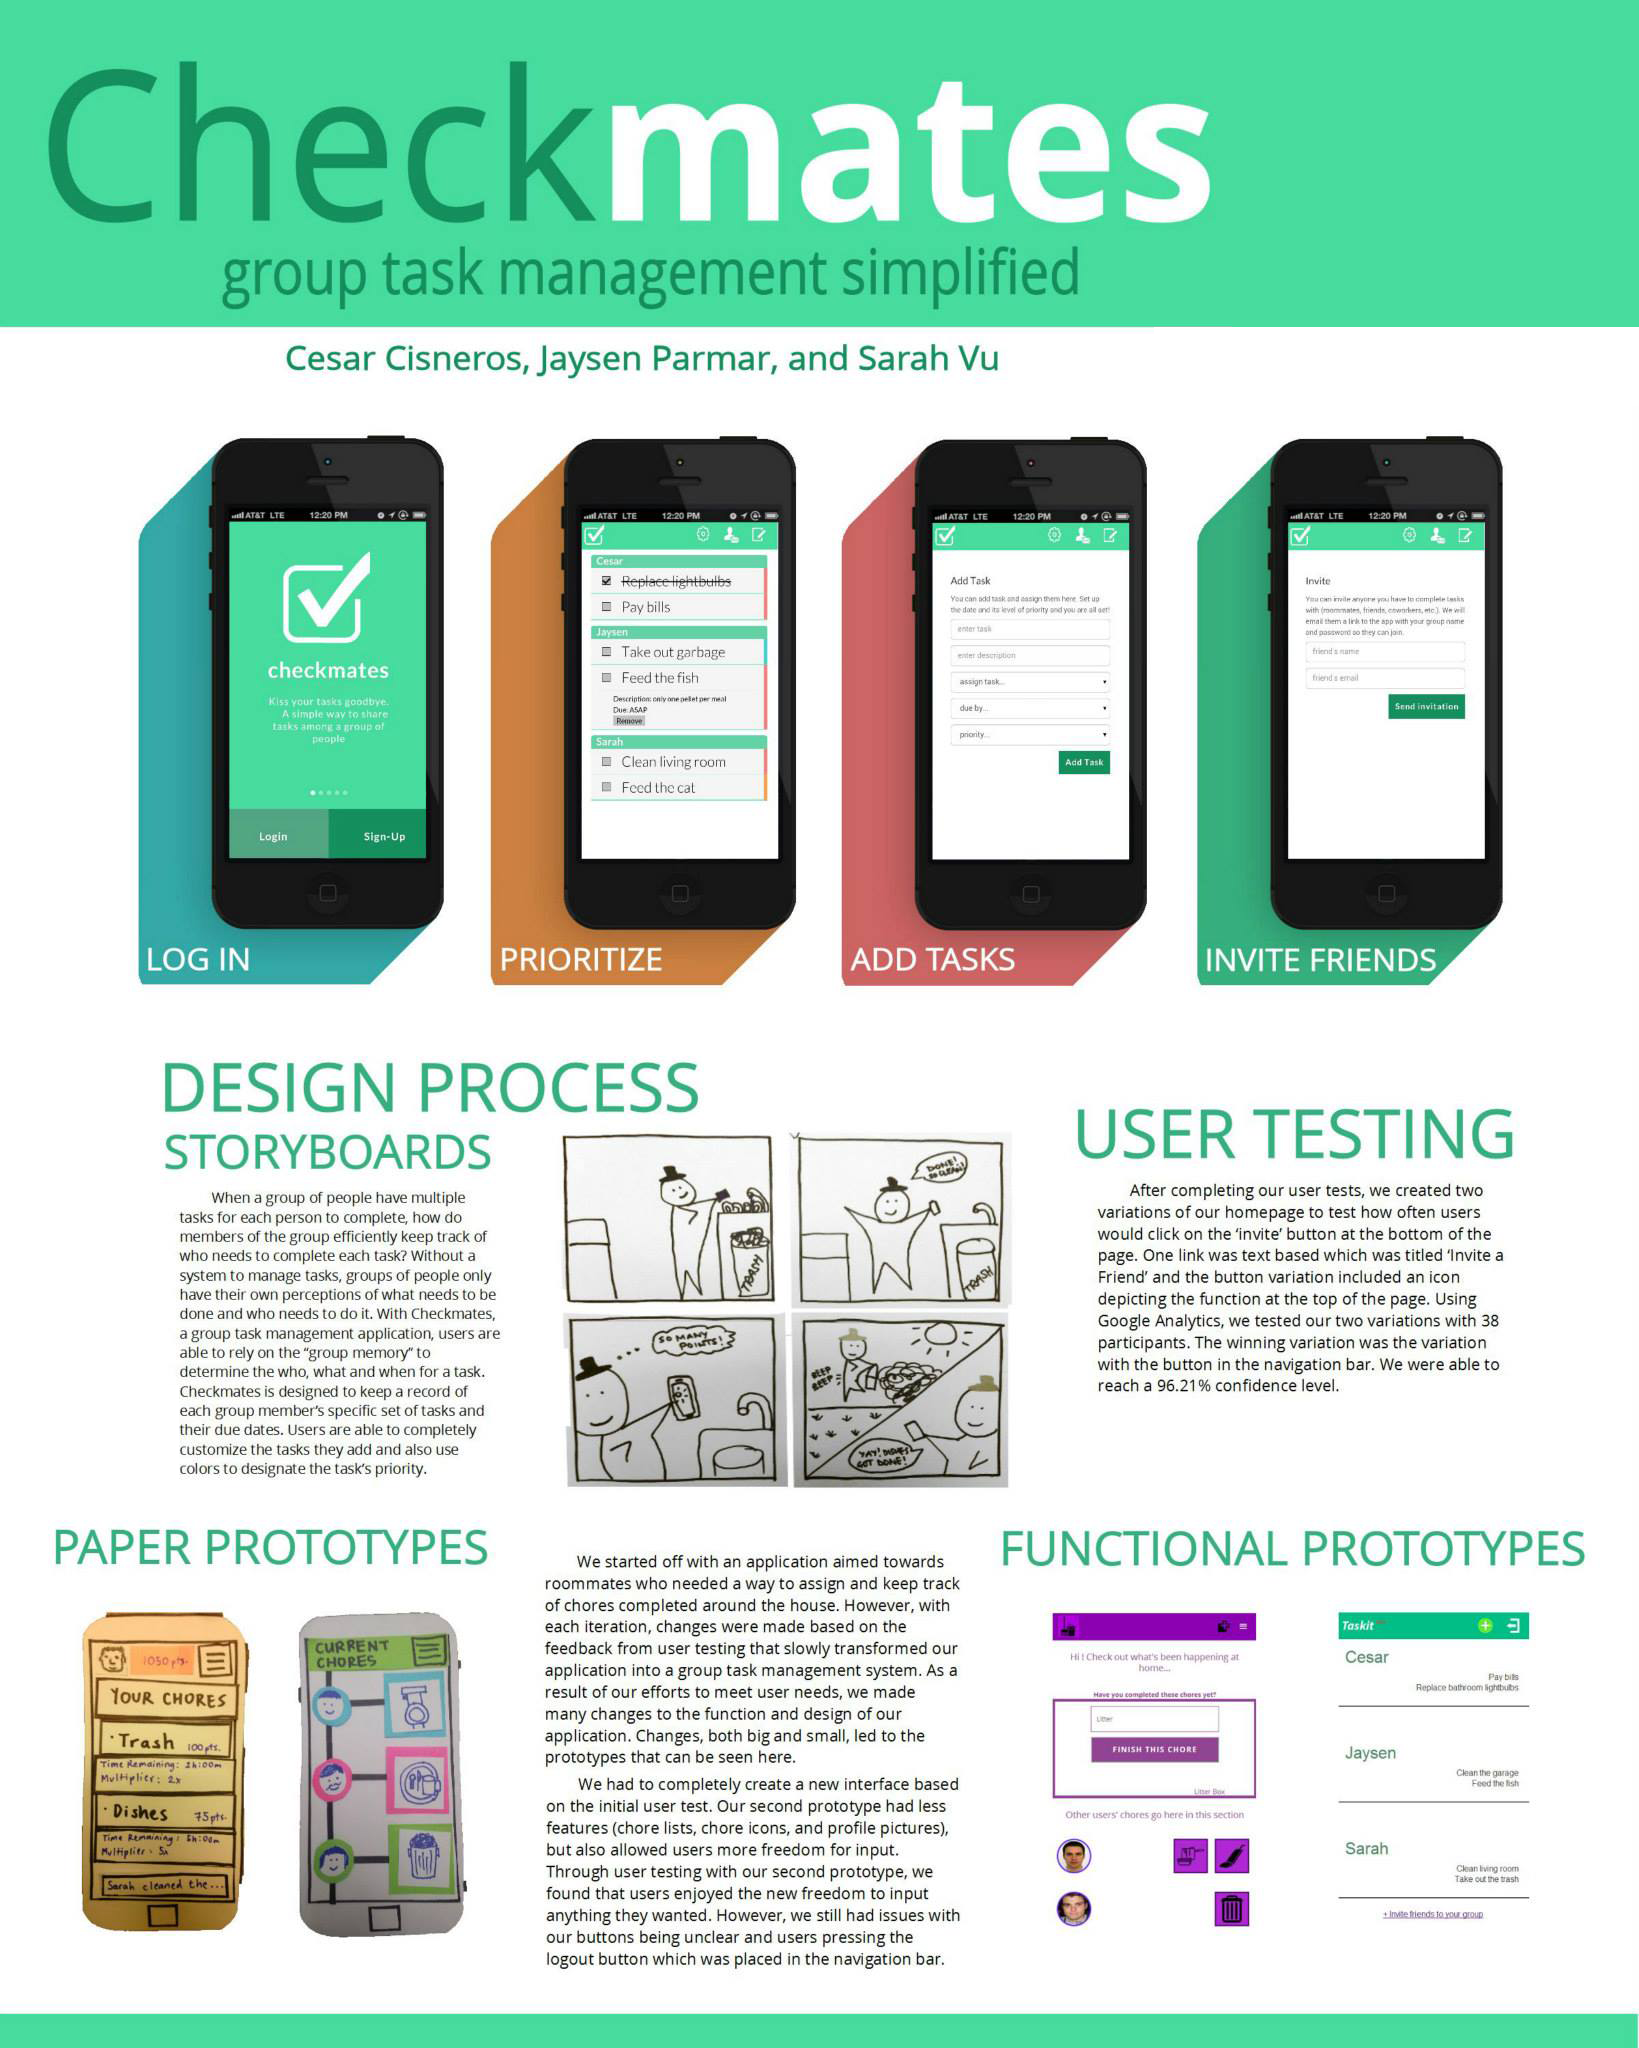 Checkmates
group task management simplified
Cesar Cisneros, Jaysen Parmar, and Sarah Vu
AT&T LTE 12:20 PM
checkmates
Kiss your tasks goodbye.
A simple way to share
tasks among a group of
people
Login Sign-Up
LOG IN
AT&T LTE 12:20 PM
Cesar
Replace lightbulbs
Pay bills
Jaysen
Take out garbage
Feed the fish
Description: only one pellet per meal
Due: ASAP
Remove
Sarah
Clean living room
Feed the cat
PRIORITIZE
AT&T LTE 12:20 PM
Add Task
You can add task and assign them here. Set up
the date and its level of priority and you are all set!
enter task
enter description
assign task...
due by...
priority...
Add Task
ADD TASKS
AT&T LTE 12:20 PM
Invite
You can invite anyone you have to complete tasks
with (roommates, friends, coworkers, etc.). We will
email them a link to the app with your group name
and password so they can join.
friend's name
friend's email
Send invitation
INVITE FRIENDS
DESIGN PROCESS
STORYBOARDS
When a group of people have multiple
tasks for each person to complete, how do
members of the group efficiently keep track of
who needs to complete each task? Without a
system to manage tasks, groups of people only
have their own perceptions of what needs to be
done and who needs to do it. With Checkmates,
a group task management application, users are
able to rely on the "group memory" to
determine the who, what and when for a task.
Checkmates is designed to keep a record of
each group member's specific set of tasks and
their due dates. Users are able to completely
customize the tasks they add and also use
colors to designate the task's priority.
TRASH
DONE!
SO CLEAN!
TRASH
SO MANY
POINTS!
BEEP
BEEP
YAY! DISHES
GOT DONE!
USER TESTING
After completing our user tests, we created two
variations of our homepage to test how often users
would click on the 'invite' button at the bottom of the
page. One link was text based which was titled 'Invite a
Friend' and the button variation included an icon
depicting the function at the top of the page. Using
Google Analytics, we tested our two variations with 38
participants. The winning variation was the variation
with the button in the navigation bar. We were able to
reach a 96.21% confidence level.
PAPER PROTOTYPES
1050 pts.
YOUR CHORES
· Trash 100pts.
Time Remaining: 2h:00m
Multiplier: 2x
· Dishes 75pts.
Time Remaining: 5h:00m
Multiplier: 5x
Sarah cleaned the...
CURRENT
CHORES
We started off with an application aimed towards
roommates who needed a way to assign and keep track
of chores completed around the house. However, with
each iteration, changes were made based on the
feedback from user testing that slowly transformed our
application into a group task management system. As a
result of our efforts to meet user needs, we made
many changes to the function and design of our
application. Changes, both big and small, led to the
prototypes that can be seen here.
We had to completely create a new interface based
on the initial user test. Our second prototype had less
features (chore lists, chore icons, and profile pictures),
but also allowed users more freedom for input.
Through user testing with our second prototype, we
found that users enjoyed the new freedom to input
anything they wanted. However, we still had issues with
our buttons being unclear and users pressing the
logout button which was placed in the navigation bar.
FUNCTIONAL PROTOTYPES
Hi ! Check out what's been happening at
home...
Have you completed these chores yet?
Litter
FINISH THIS CHORE
Litter Box
Other users' chores go here in this section
Taskit
Cesar
Pay bills
Replace bathroom lightbulbs
Jaysen
Clean the garage
Feed the fish
Sarah
Clean living room
Take out the trash
+ Invite friends to your group